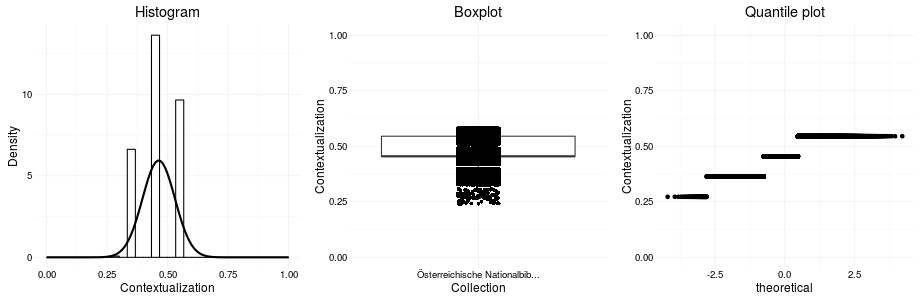 Histogram
Density
10
5
0
0.00 0.25 0.50 0.75 1.00
Contextualization
Boxplot
Contextualization
1.00
0.75
0.50
0.25
0.00
Österreichische Nationalbib...
Collection
Quantile plot
Contextualization
1.00
0.75
0.50
0.25
0.00
-2.5 0.0 2.5
theoretical